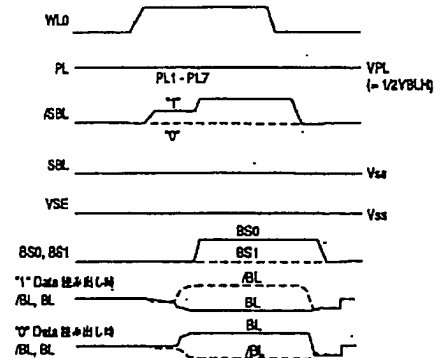 WL0
PL
PL1 - PL7
VPL
(= 1/2VBLH)
/SBL
"1"
"0"
SBL
Vss
VSE
Vss
BS0, BS1
BS0
BS1
"1" Data 読み出し時
/BL, BL
/BL
BL
"0" Data 読み出し時
/BL, BL
BL
/BL